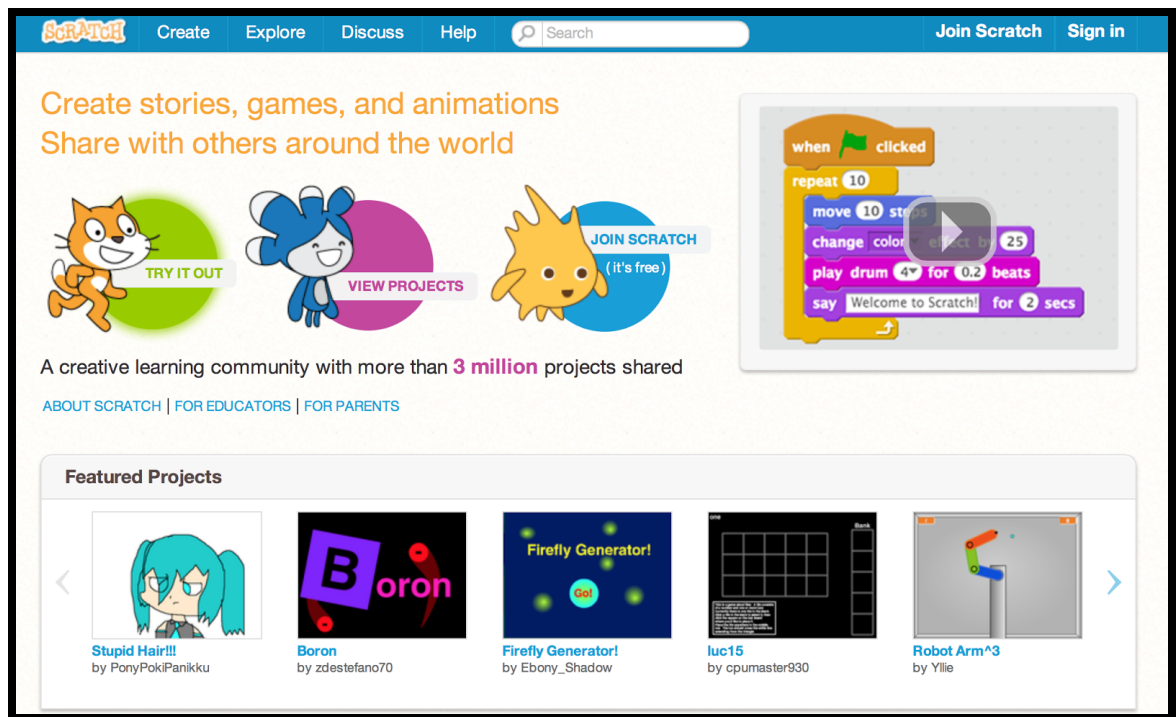 SCRATCH Create Explore Discuss Help Search Join Scratch Sign in
Create stories, games, and animations
Share with others around the world
TRY IT OUT
VIEW PROJECTS
JOIN SCRATCH
(it's free)
when clicked
repeat 10
move 10 steps
change color effect by 25
play drum 4 for 0.2 beats
say Welcome to Scratch! for 2 secs
A creative learning community with more than 3 million projects shared
ABOUT SCRATCH | FOR EDUCATORS | FOR PARENTS
Featured Projects
Boron
Firefly Generator!
Go!
one
Bank
Stupid Hair!!!
by PonyPokiPanikku
Boron
by zdestefano70
Firefly Generator!
by Ebony_Shadow
luc15
by cpumaster930
Robot Arm^3
by Yllie